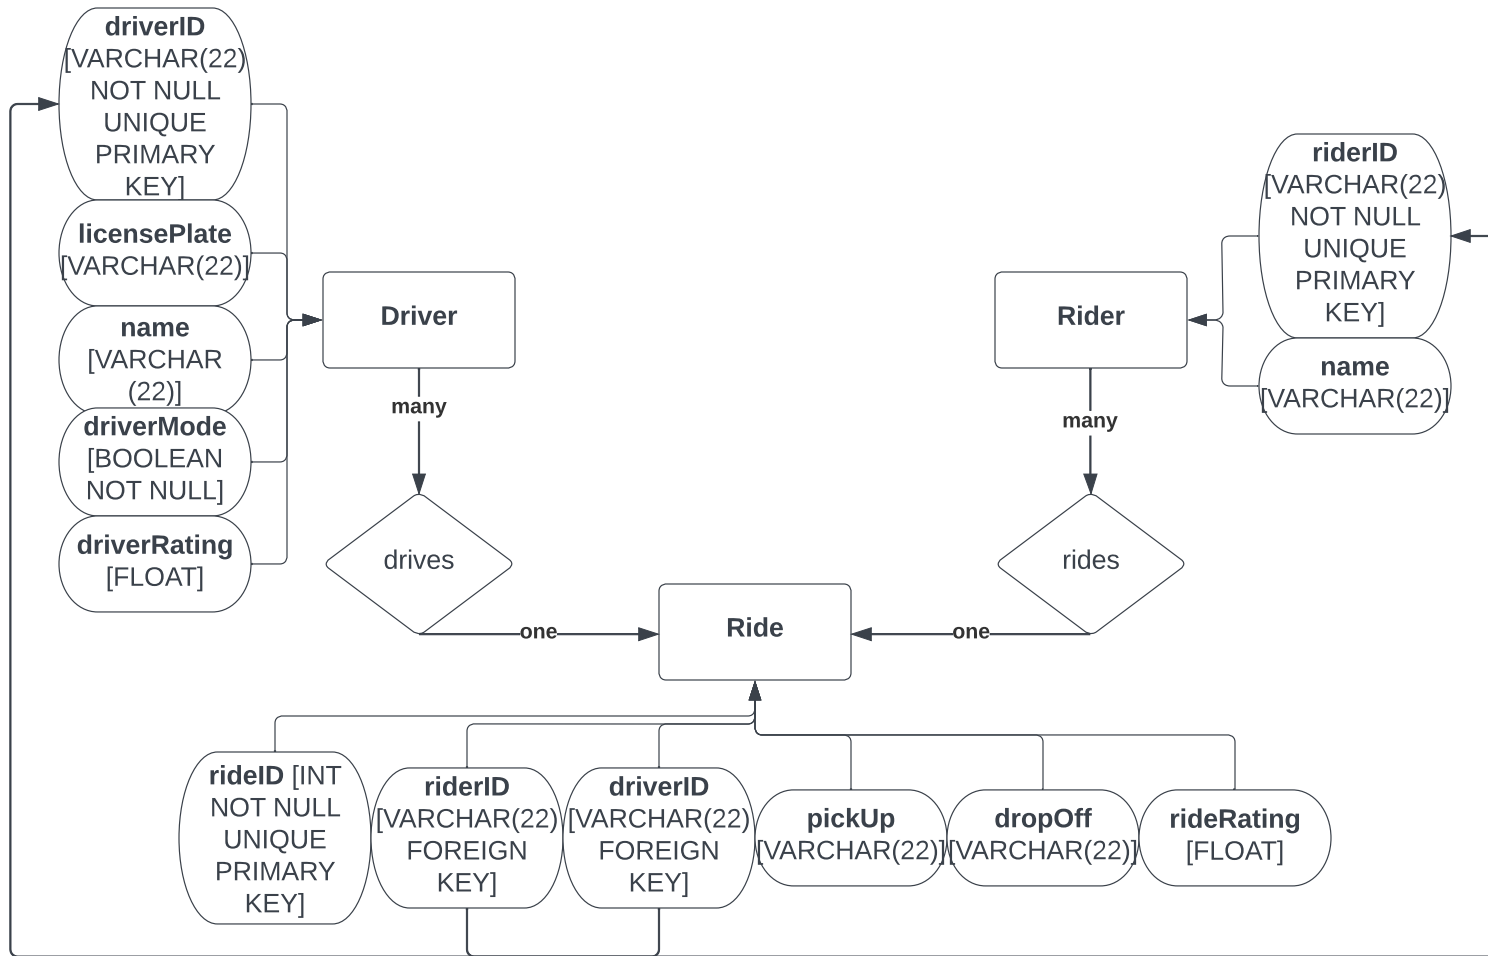 driverID
[VARCHAR(22)
NOT NULL
UNIQUE
PRIMARY
KEY]
licensePlate
[VARCHAR(22)]
name
[VARCHAR
(22)]
driverMode
[BOOLEAN
NOT NULL]
driverRating
[FLOAT]
Driver
many
drives
one
Rider
many
rides
one
riderID
[VARCHAR(22)
NOT NULL
UNIQUE
PRIMARY
KEY]
name
[VARCHAR(22)]
Ride
rideID [INT
NOT NULL
UNIQUE
PRIMARY
KEY]
riderID
[VARCHAR(22)
FOREIGN
KEY]
driverID
[VARCHAR(22)
FOREIGN
KEY]
pickUp
[VARCHAR(22)]
dropOff
[VARCHAR(22)]
rideRating
[FLOAT]